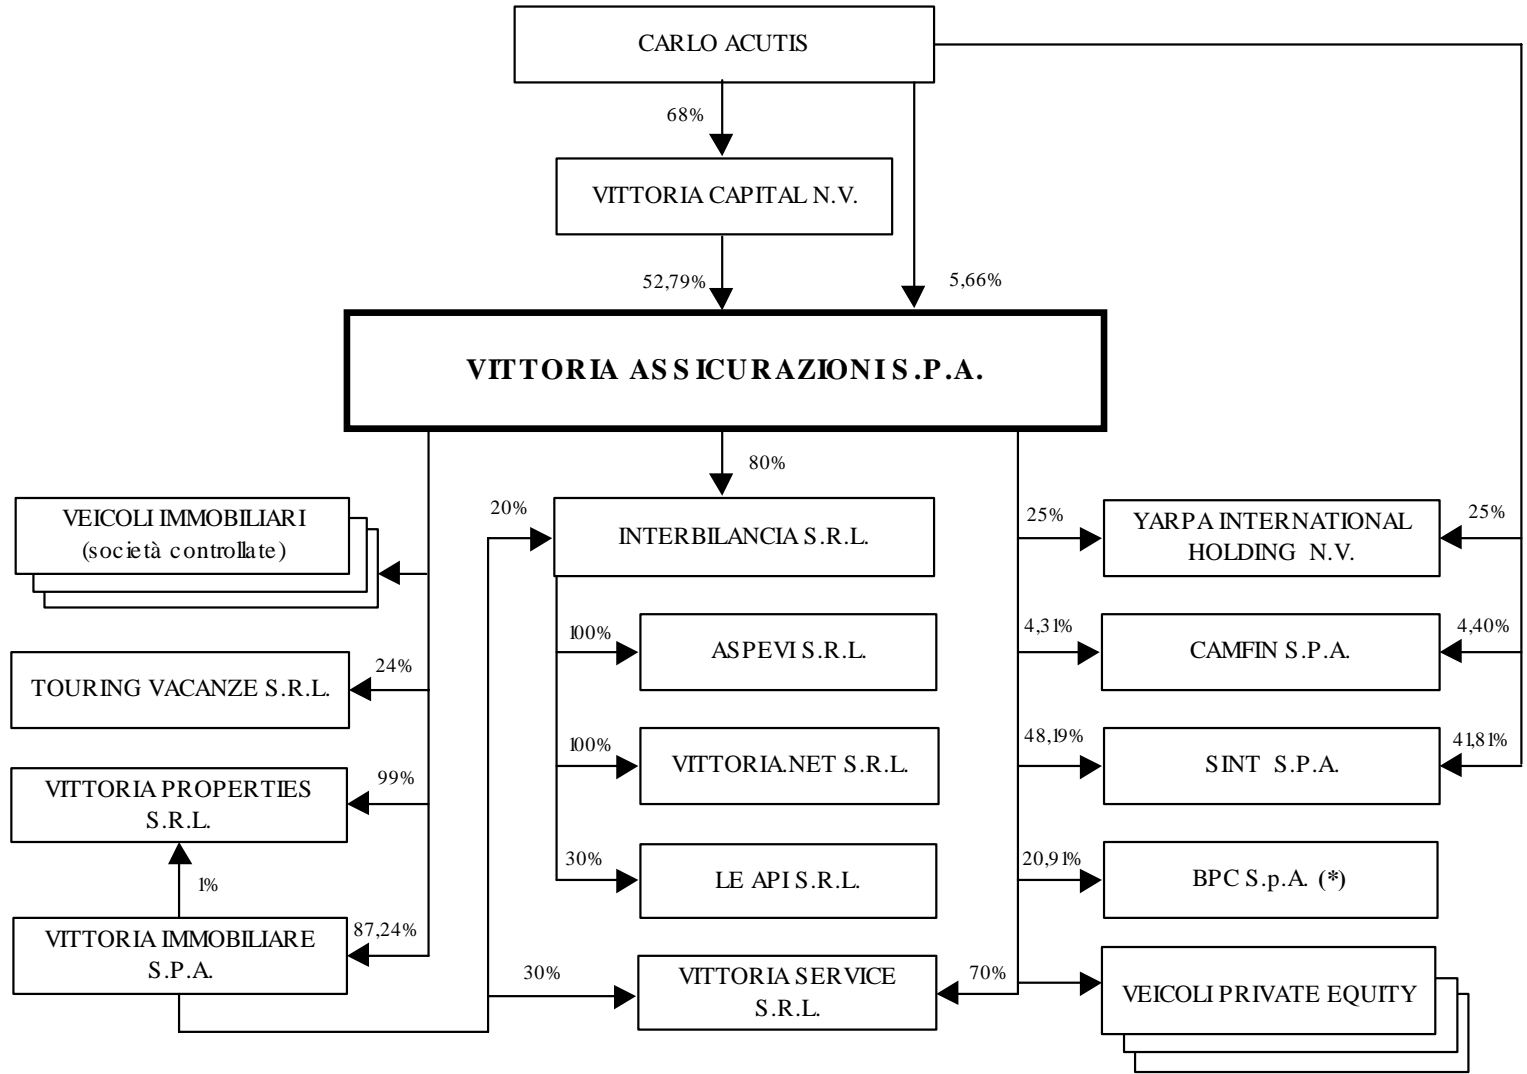 CARLO ACUTIS
68%
VITTORIA CAPITAL N.V.
52,79%
5,66%
VITTORIA ASSICURAZIONI S.P.A.
80%
20%
VEICOLI IMMOBILIARI
(società controllate)
INTERBILANCIA S.R.L.
25%
YARPA INTERNATIONAL
HOLDING N.V.
25%
100%
ASPEVI S.R.L.
4,31%
CAMFIN S.P.A.
4,40%
24%
TOURING VACANZE S.R.L.
100%
VITTORIA.NET S.R.L.
48,19%
SINT S.P.A.
41,81%
99%
VITTORIA PROPERTIES
S.R.L.
1%
30%
LE API S.R.L.
20,91%
BPC S.p.A. (*)
87,24%
VITTORIA IMMOBILIARE
S.P.A.
30%
VITTORIA SERVICE
S.R.L.
70%
VEICOLI PRIVATE EQUITY